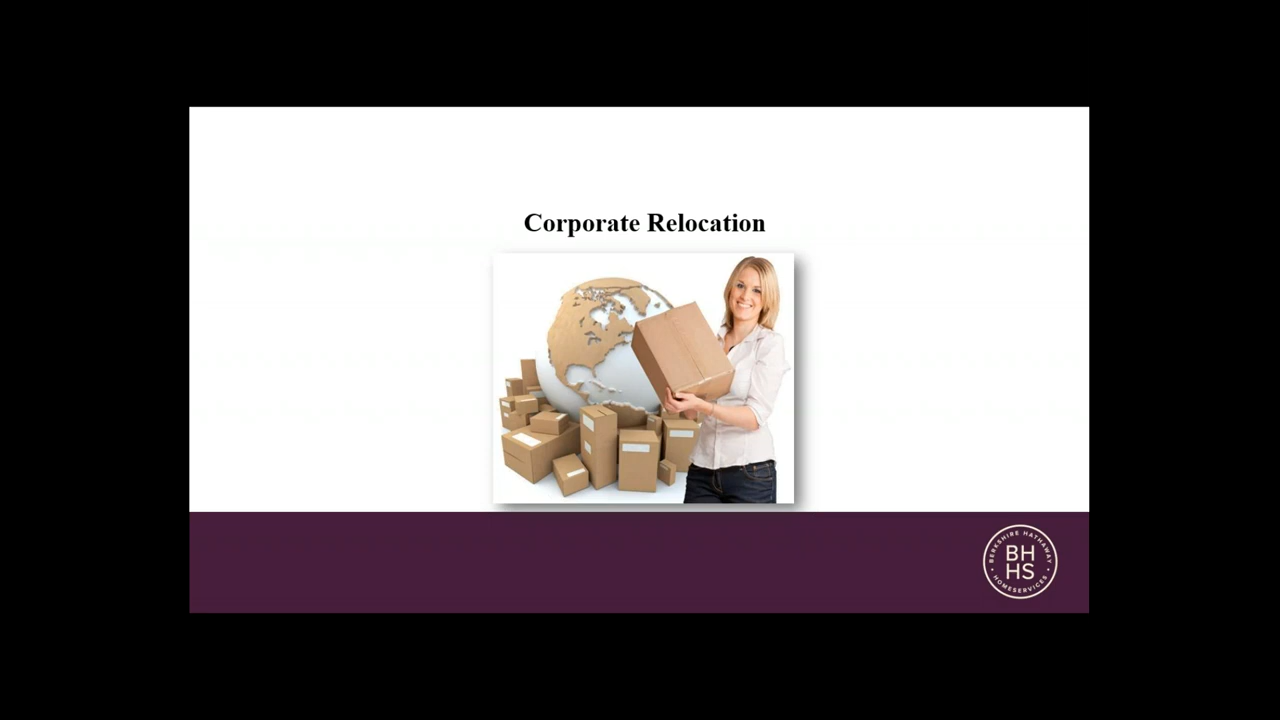 Corporate Relocation
BERKSHIRE HATHAWAY
BH
HS
HOMESERVICES